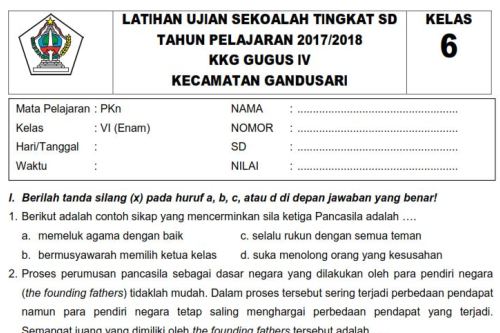 LATIHAN UJIAN SEKOALAH TINGKAT SD
TAHUN PELAJARAN 2017/2018
KKG GUGUS IV
KECAMATAN GANDUSARI
KELAS
6
Mata Pelajaran : PKn
Kelas : VI (Enam)
Hari/Tanggal :
Waktu :
NAMA : ....................................................
NOMOR : ....................................................
SD : ....................................................
NILAI : ....................................................
I. Berilah tanda silang (x) pada huruf a, b, c, atau d di depan jawaban yang benar!
1. Berikut adalah contoh sikap yang mencerminkan sila ketiga Pancasila adalah ….
a. memeluk agama dengan baik c. selalu rukun dengan semua teman
b. bermusyawarah memilih ketua kelas d. suka menolong orang yang kesusahan
2. Proses perumusan pancasila sebagai dasar negara yang dilakukan oleh para pendiri negara
(the founding fathers) tidaklah mudah. Dalam proses tersebut sering terjadi perbedaan pendapat
namun para pendiri negara tetap saling menghargai perbedaan pendapat yang terjadi.
Semangat juang yang dimiliki oleh the founding fathers tersebut adalah